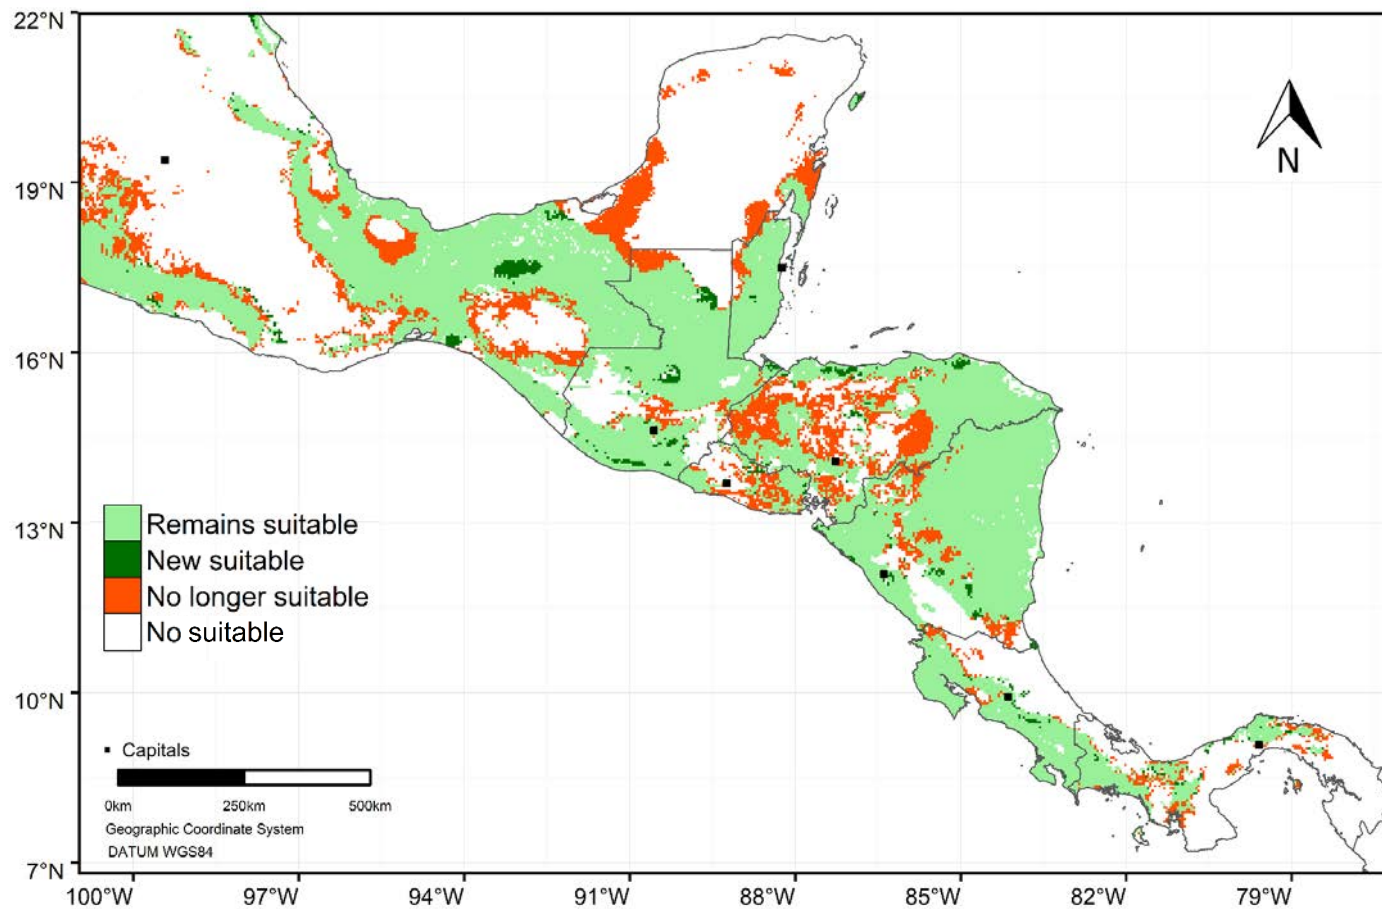 22°N
19°N
16°N
13°N
10°N
7°N
N
Remains suitable
New suitable
No longer suitable
No suitable
Capitals
0km 250km 500km
Geographic Coordinate System
DATUM WGS84
100°W 97°W 94°W 91°W 88°W 85°W 82°W 79°W